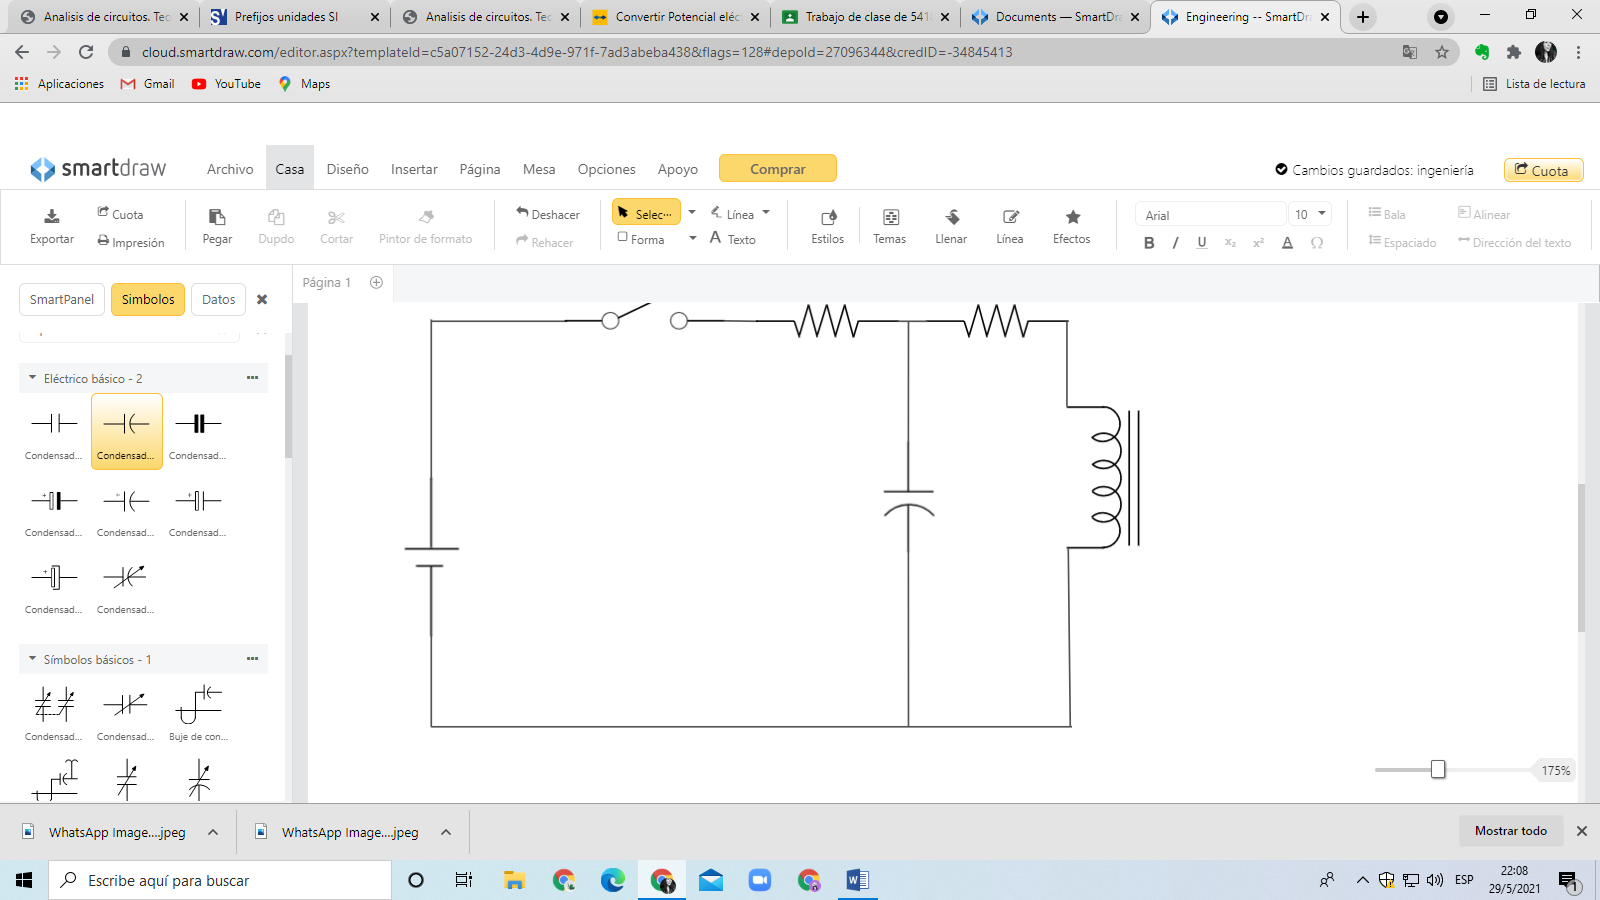 Analisis de circuitos. Tec
Prefijos unidades SI
Analisis de circuitos. Tec
Convertir Potencial eléc
Trabajo de clase de 541
Documents — SmartDra
Engineering -- SmartDra
cloud.smartdraw.com/editor.aspx?templateId=c5a07152-24d3-4d9e-971f-7ad3abeba438&flags=128#depoId=27096344&credID=-34845413
Aplicaciones
Gmail
YouTube
Maps
Lista de lectura
smartdraw
Archivo
Casa
Diseño
Insertar
Página
Mesa
Opciones
Apoyo
Comprar
Cambios guardados: ingeniería
Cuota
Exportar
Cuota
Impresión
Pegar
Dupdo
Cortar
Pintor de formato
Deshacer
Rehacer
Selec...
Forma
Línea
A Texto
Estilos
Temas
Llenar
Línea
Efectos
Arial
10
B I U x₂ x² A Ω
Bala
Espaciado
Alinear
Dirección del texto
SmartPanel
Simbolos
Datos
Página 1
Eléctrico básico - 2
Condensad...
Condensad...
Condensad...
Condensad...
Condensad...
Condensad...
Condensad...
Condensad...
Símbolos básicos - 1
Condensad...
Condensad...
Buje de con...
175%
WhatsApp Image....jpeg
WhatsApp Image....jpeg
Mostrar todo
Escribe aquí para buscar
ESP
22:08
29/5/2021
1